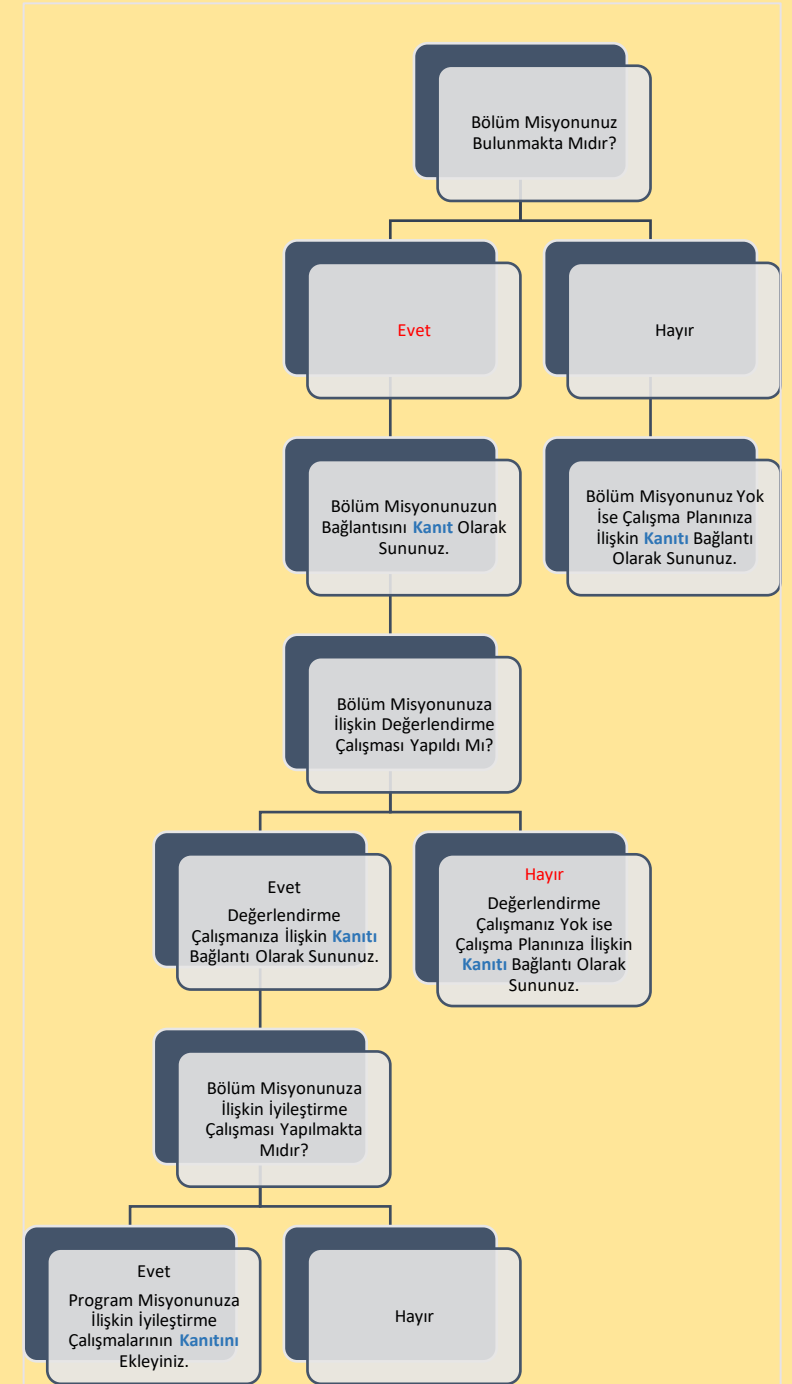 Bölüm Misyonunuz
Bulunmakta Mıdır?
Evet
Hayır
Bölüm Misyonunuzun
Bağlantısını Kanıt Olarak
Sununuz.
Bölüm Misyonunuz Yok
İse Çalışma Planınıza
İlişkin Kanıtı Bağlantı
Olarak Sununuz.
Bölüm Misyonunuza
İlişkin Değerlendirme
Çalışması Yapıldı Mı?
Evet
Değerlendirme
Çalışmanıza İlişkin Kanıtı
Bağlantı Olarak Sununuz.
Hayır
Değerlendirme
Çalışmanız Yok ise
Çalışma Planınıza İlişkin
Kanıtı Bağlantı Olarak
Sununuz.
Bölüm Misyonunuza
İlişkin İyileştirme
Çalışması Yapılmakta
Mıdır?
Evet
Program Misyonunuza
İlişkin İyileştirme
Çalışmalarının Kanıtını
Ekleyiniz.
Hayır